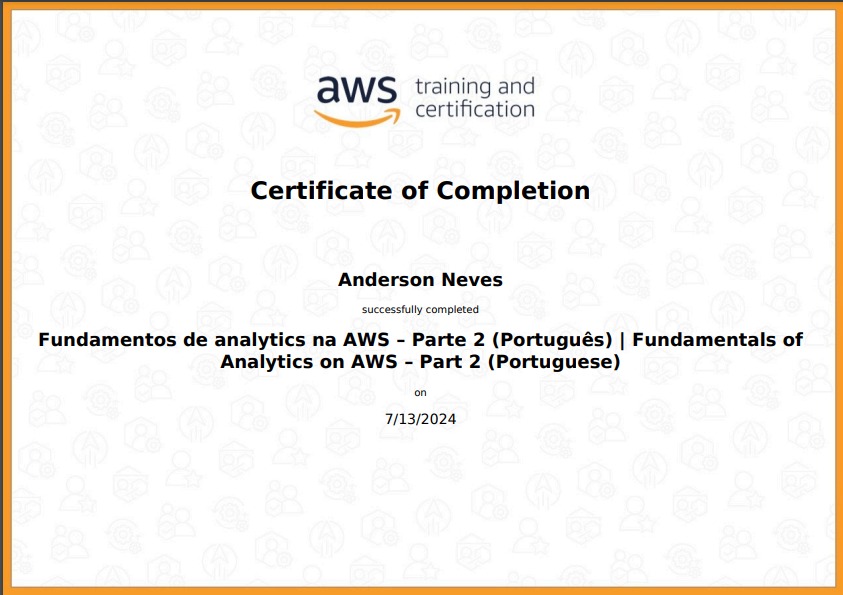 aws training and
certification
Certificate of Completion
Anderson Neves
successfully completed
Fundamentos de analytics na AWS – Parte 2 (Português) | Fundamentals of
Analytics on AWS – Part 2 (Portuguese)
on
7/13/2024